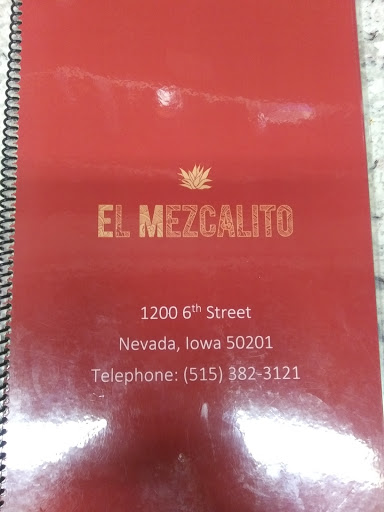 EL MEZCALITO
1200 6th Street
Nevada, Iowa 50201
Telephone: (515) 382-3121